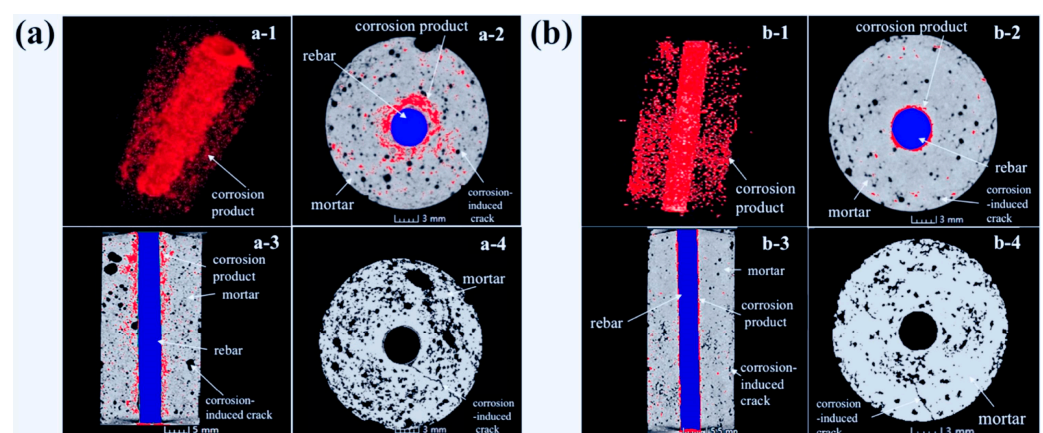 (a)
a-1
corrosion
product
corrosion product
a-2
rebar
mortar
corrosion-
induced
crack
3 mm
a-3
corrosion
product
mortar
rebar
corrosion-
induced crack
5 mm
a-4
mortar
corrosion
-induced
crack
3 mm
(b)
b-1
corrosion
product
b-2
corrosion
product
rebar
mortar
corrosion
-induced
crack
3 mm
b-3
mortar
corrosion
product
rebar
corrosion-
induced
crack
b-4
corrosion
-induced
crack
mortar
3 mm